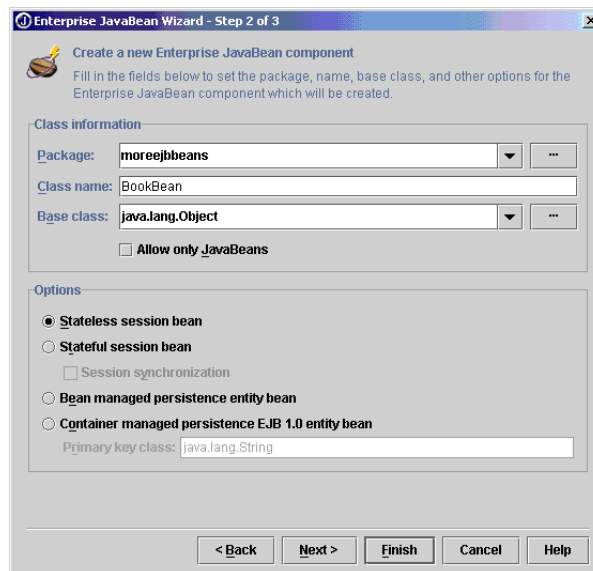 Enterprise JavaBean Wizard - Step 2 of 3
Create a new Enterprise JavaBean component
Fill in the fields below to set the package, name, base class, and other options for the
Enterprise JavaBean component which will be created.
Class information
Package: moreejbbeans ...
Class name: BookBean
Base class: java.lang.Object ...
Allow only JavaBeans
Options
Stateless session bean
Stateful session bean
Session synchronization
Bean managed persistence entity bean
Container managed persistence EJB 1.0 entity bean
Primary key class: java.lang.String
< Back Next > Finish Cancel Help